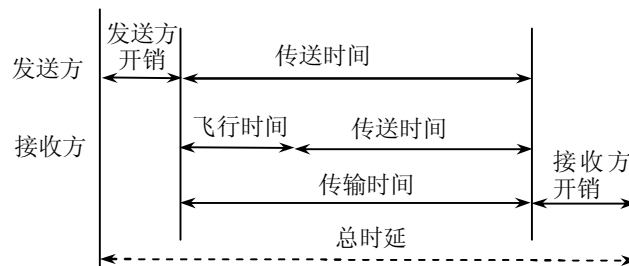 发送方
开销
传送时间
发送方
飞行时间
传送时间
接收方
接收方
开销
传输时间
总时延